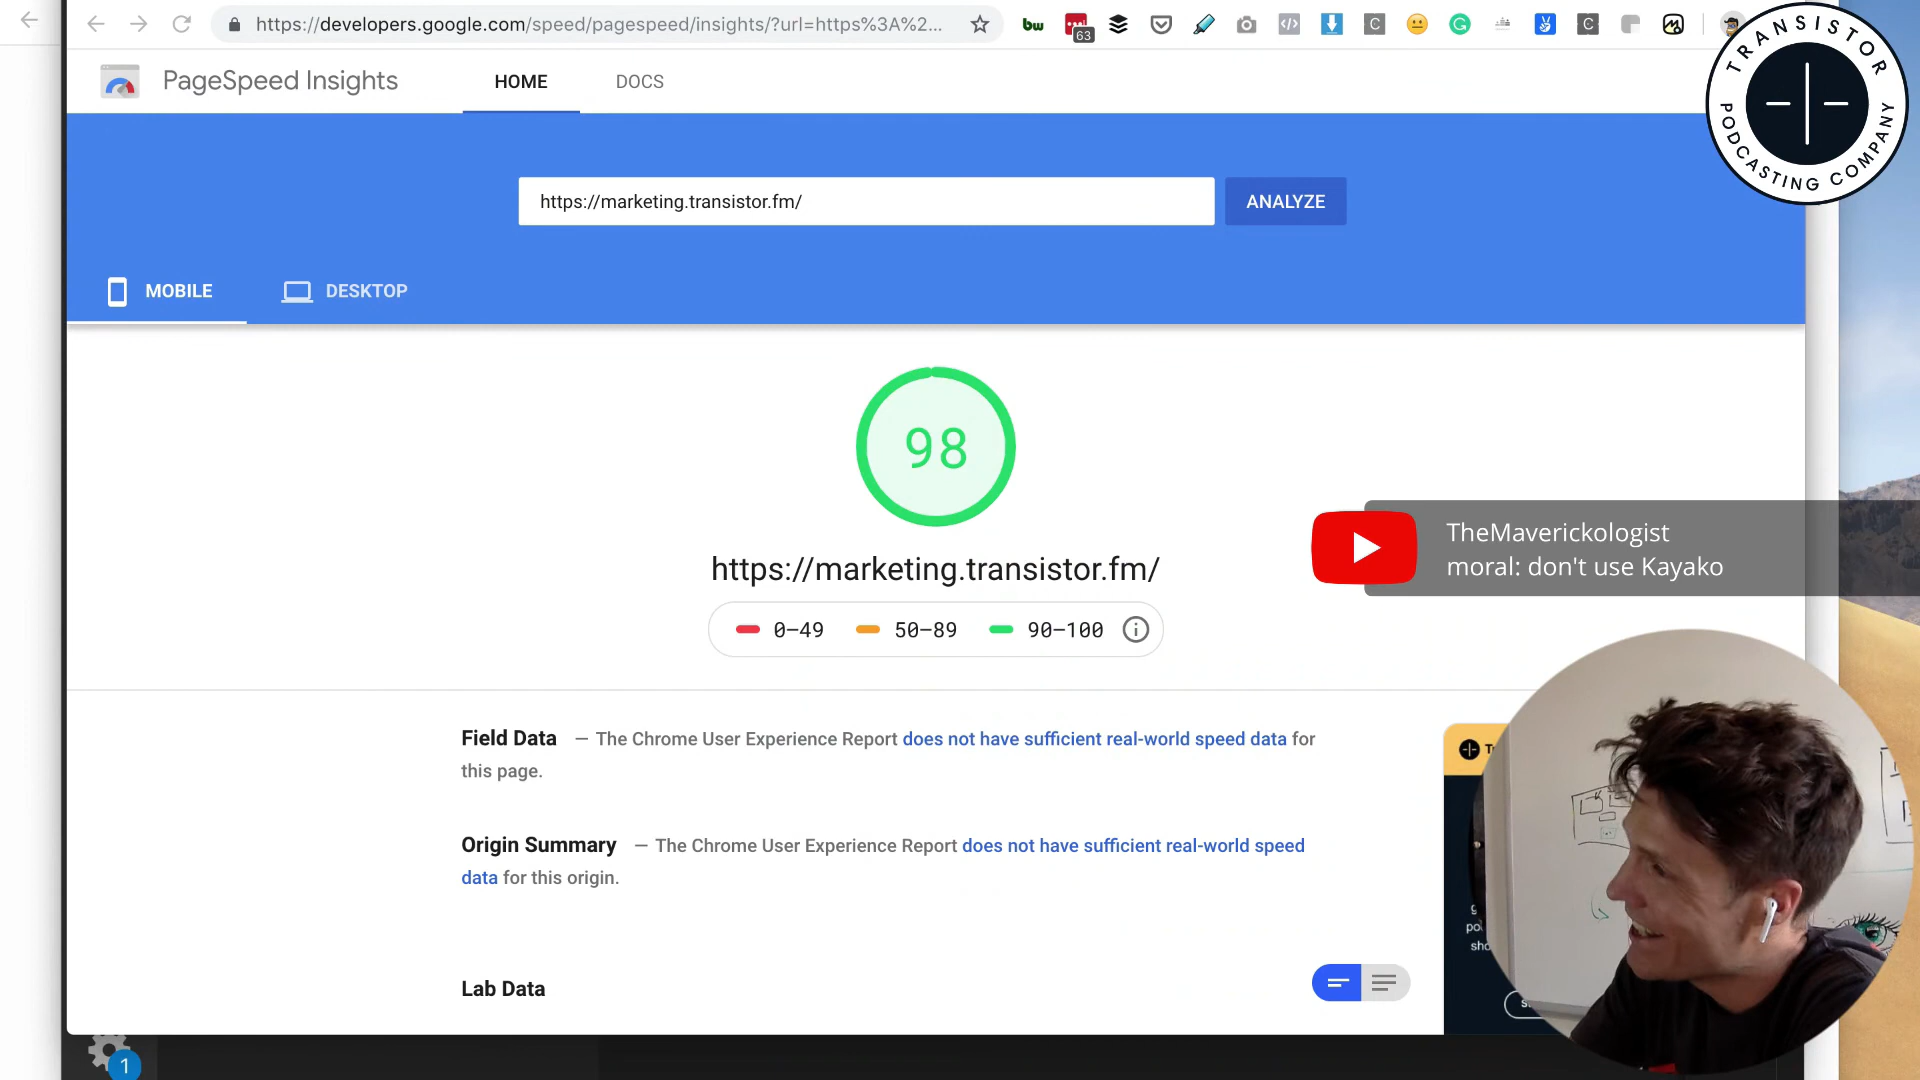 https://developers.google.com/speed/pagespeed/insights/?url=https%3A%2...
bw
63
PageSpeed Insights
HOME
DOCS
TRANSISTOR
PODCASTING COMPANY
https://marketing.transistor.fm/
ANALYZE
MOBILE
DESKTOP
98
https://marketing.transistor.fm/
0–49
50–89
90–100
TheMaverickologist
moral: don't use Kayako
Field Data — The Chrome User Experience Report does not have sufficient real-world speed data for
this page.
Origin Summary — The Chrome User Experience Report does not have sufficient real-world speed
data for this origin.
Lab Data
1